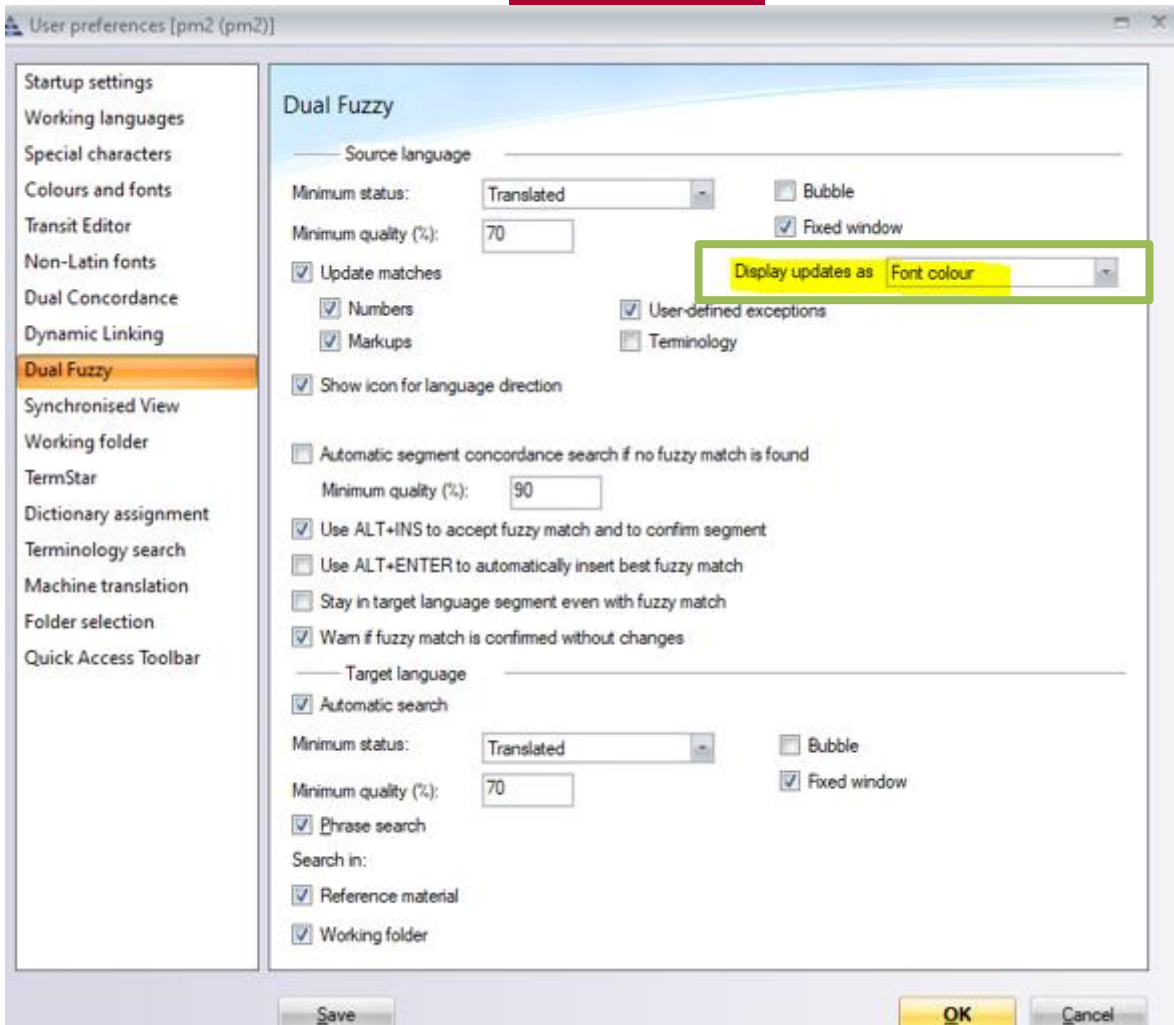 User preferences [pm2 (pm2)]
Startup settings
Working languages
Special characters
Colours and fonts
Transit Editor
Non-Latin fonts
Dual Concordance
Dynamic Linking
Dual Fuzzy
Synchronised View
Working folder
TermStar
Dictionary assignment
Terminology search
Machine translation
Folder selection
Quick Access Toolbar
Dual Fuzzy
Source language
Minimum status: Translated Bubble
Minimum quality (%): 70 Fixed window
Update matches Display updates as Font colour
Numbers User-defined exceptions
Markups Terminology
Show icon for language direction
Automatic segment concordance search if no fuzzy match is found
Minimum quality (%): 90
Use ALT+INS to accept fuzzy match and to confirm segment
Use ALT+ENTER to automatically insert best fuzzy match
Stay in target language segment even with fuzzy match
Warn if fuzzy match is confirmed without changes
Target language
Automatic search
Minimum status: Translated Bubble
Minimum quality (%): 70 Fixed window
Phrase search
Search in:
Reference material
Working folder
Save OK Cancel